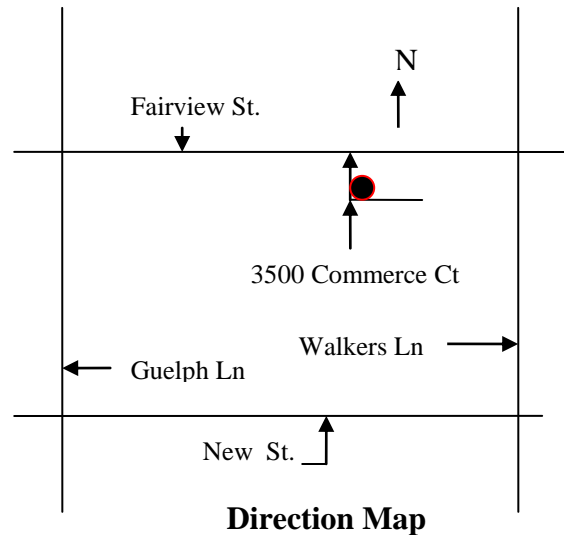 N
Fairview St.
3500 Commerce Ct
Walkers Ln
Guelph Ln
New St.
Direction Map